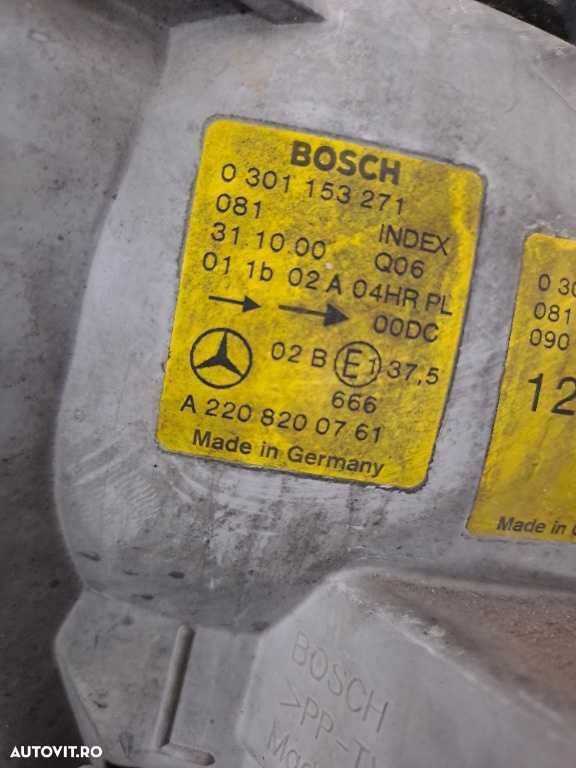 BOSCH
0 301 153 271
081 INDEX
31.10.00 Q06
01 1b 02 A 04HR PL
00DC
02 B E1 37,5
666
A 220 820 07 61
Made in Germany
0 30
081
090
12
Made in
BOSCH
>PP-T
AUTOVIT.RO